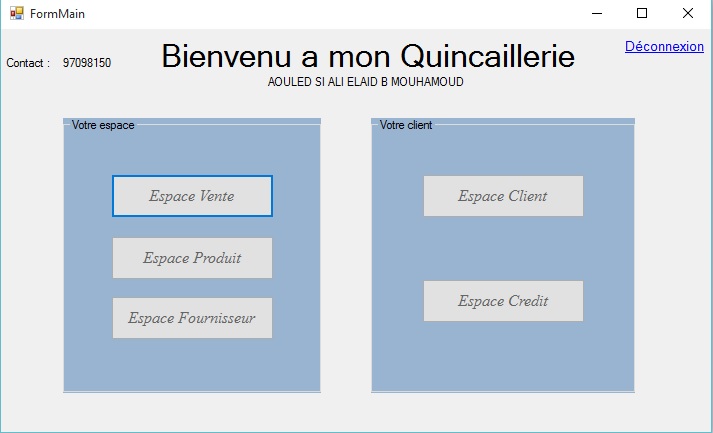 FormMain
Déconnexion
Bienvenu a mon Quincaillerie
Contact : 97098150
AOULED SI ALI ELAID B MOUHAMOUD
Votre espace
Espace Vente
Espace Produit
Espace Fournisseur
Votre client
Espace Client
Espace Credit